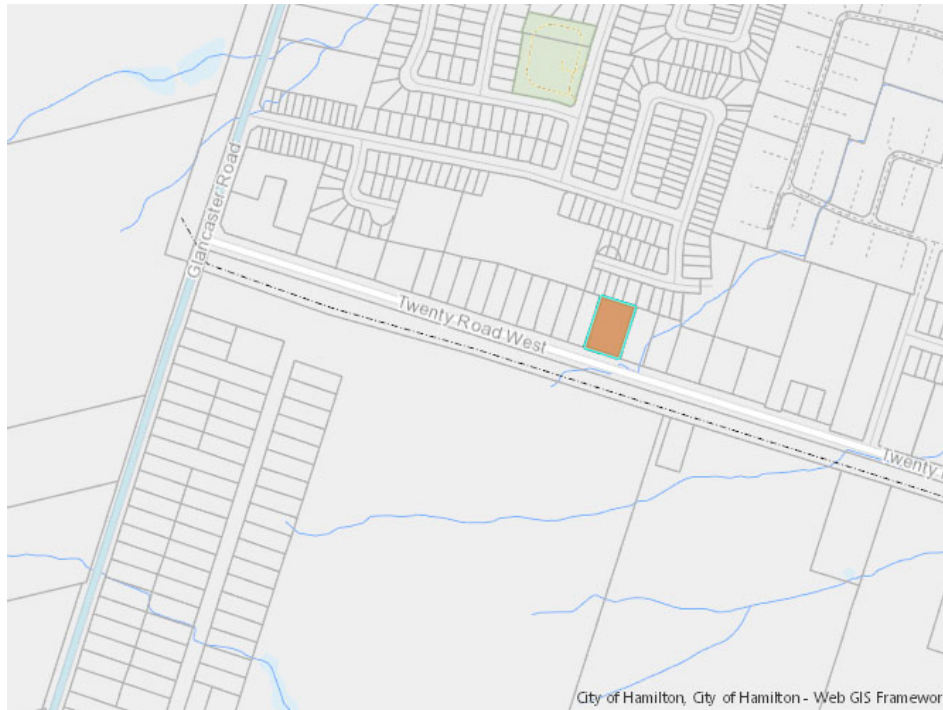 Glancaster Road
Twenty Road West
Twenty
City of Hamilton, City of Hamilton - Web GIS Framewor